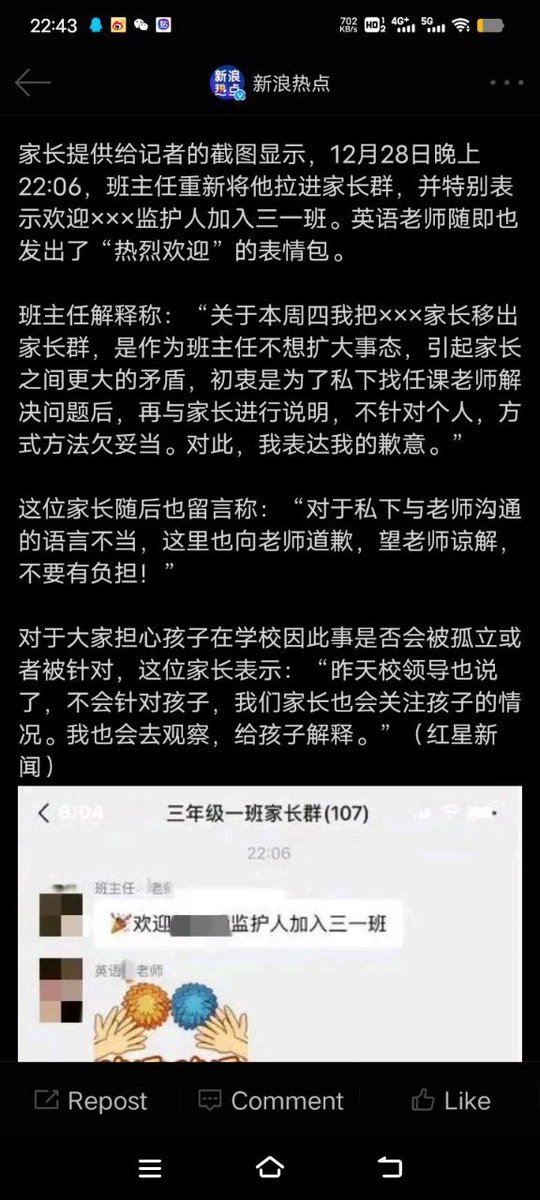 22:43
702
KB/s
HD 1
2
4G+
5G
新浪
热点
新浪热点
家长提供给记者的截图显示，12月28日晚上
22:06，班主任重新将他拉进家长群，并特别表
示欢迎×××监护人加入三一班。英语老师随即也
发出了“热烈欢迎”的表情包。
班主任解释称：“关于本周四我把×××家长移出
家长群，是作为班主任不想扩大事态，引起家长
之间更大的矛盾，初衷是为了私下找任课老师解
决问题后，再与家长进行说明，不针对个人，方
式方法欠妥当。对此，我表达我的歉意。”
这位家长随后也留言称：“对于私下与老师沟通
的语言不当，这里也向老师道歉，望老师谅解，
不要有负担！”
对于大家担心孩子在学校因此事是否会被孤立或
者被针对，这位家长表示：“昨天校领导也说
了，不会针对孩子，我们家长也会关注孩子的情
况。我也会去观察，给孩子解释。”（红星新
闻）
6:04
三年级一班家长群(107)
22:06
班主任 老师
欢迎 监护人加入三一班
英语 老师
Repost
Comment
Like